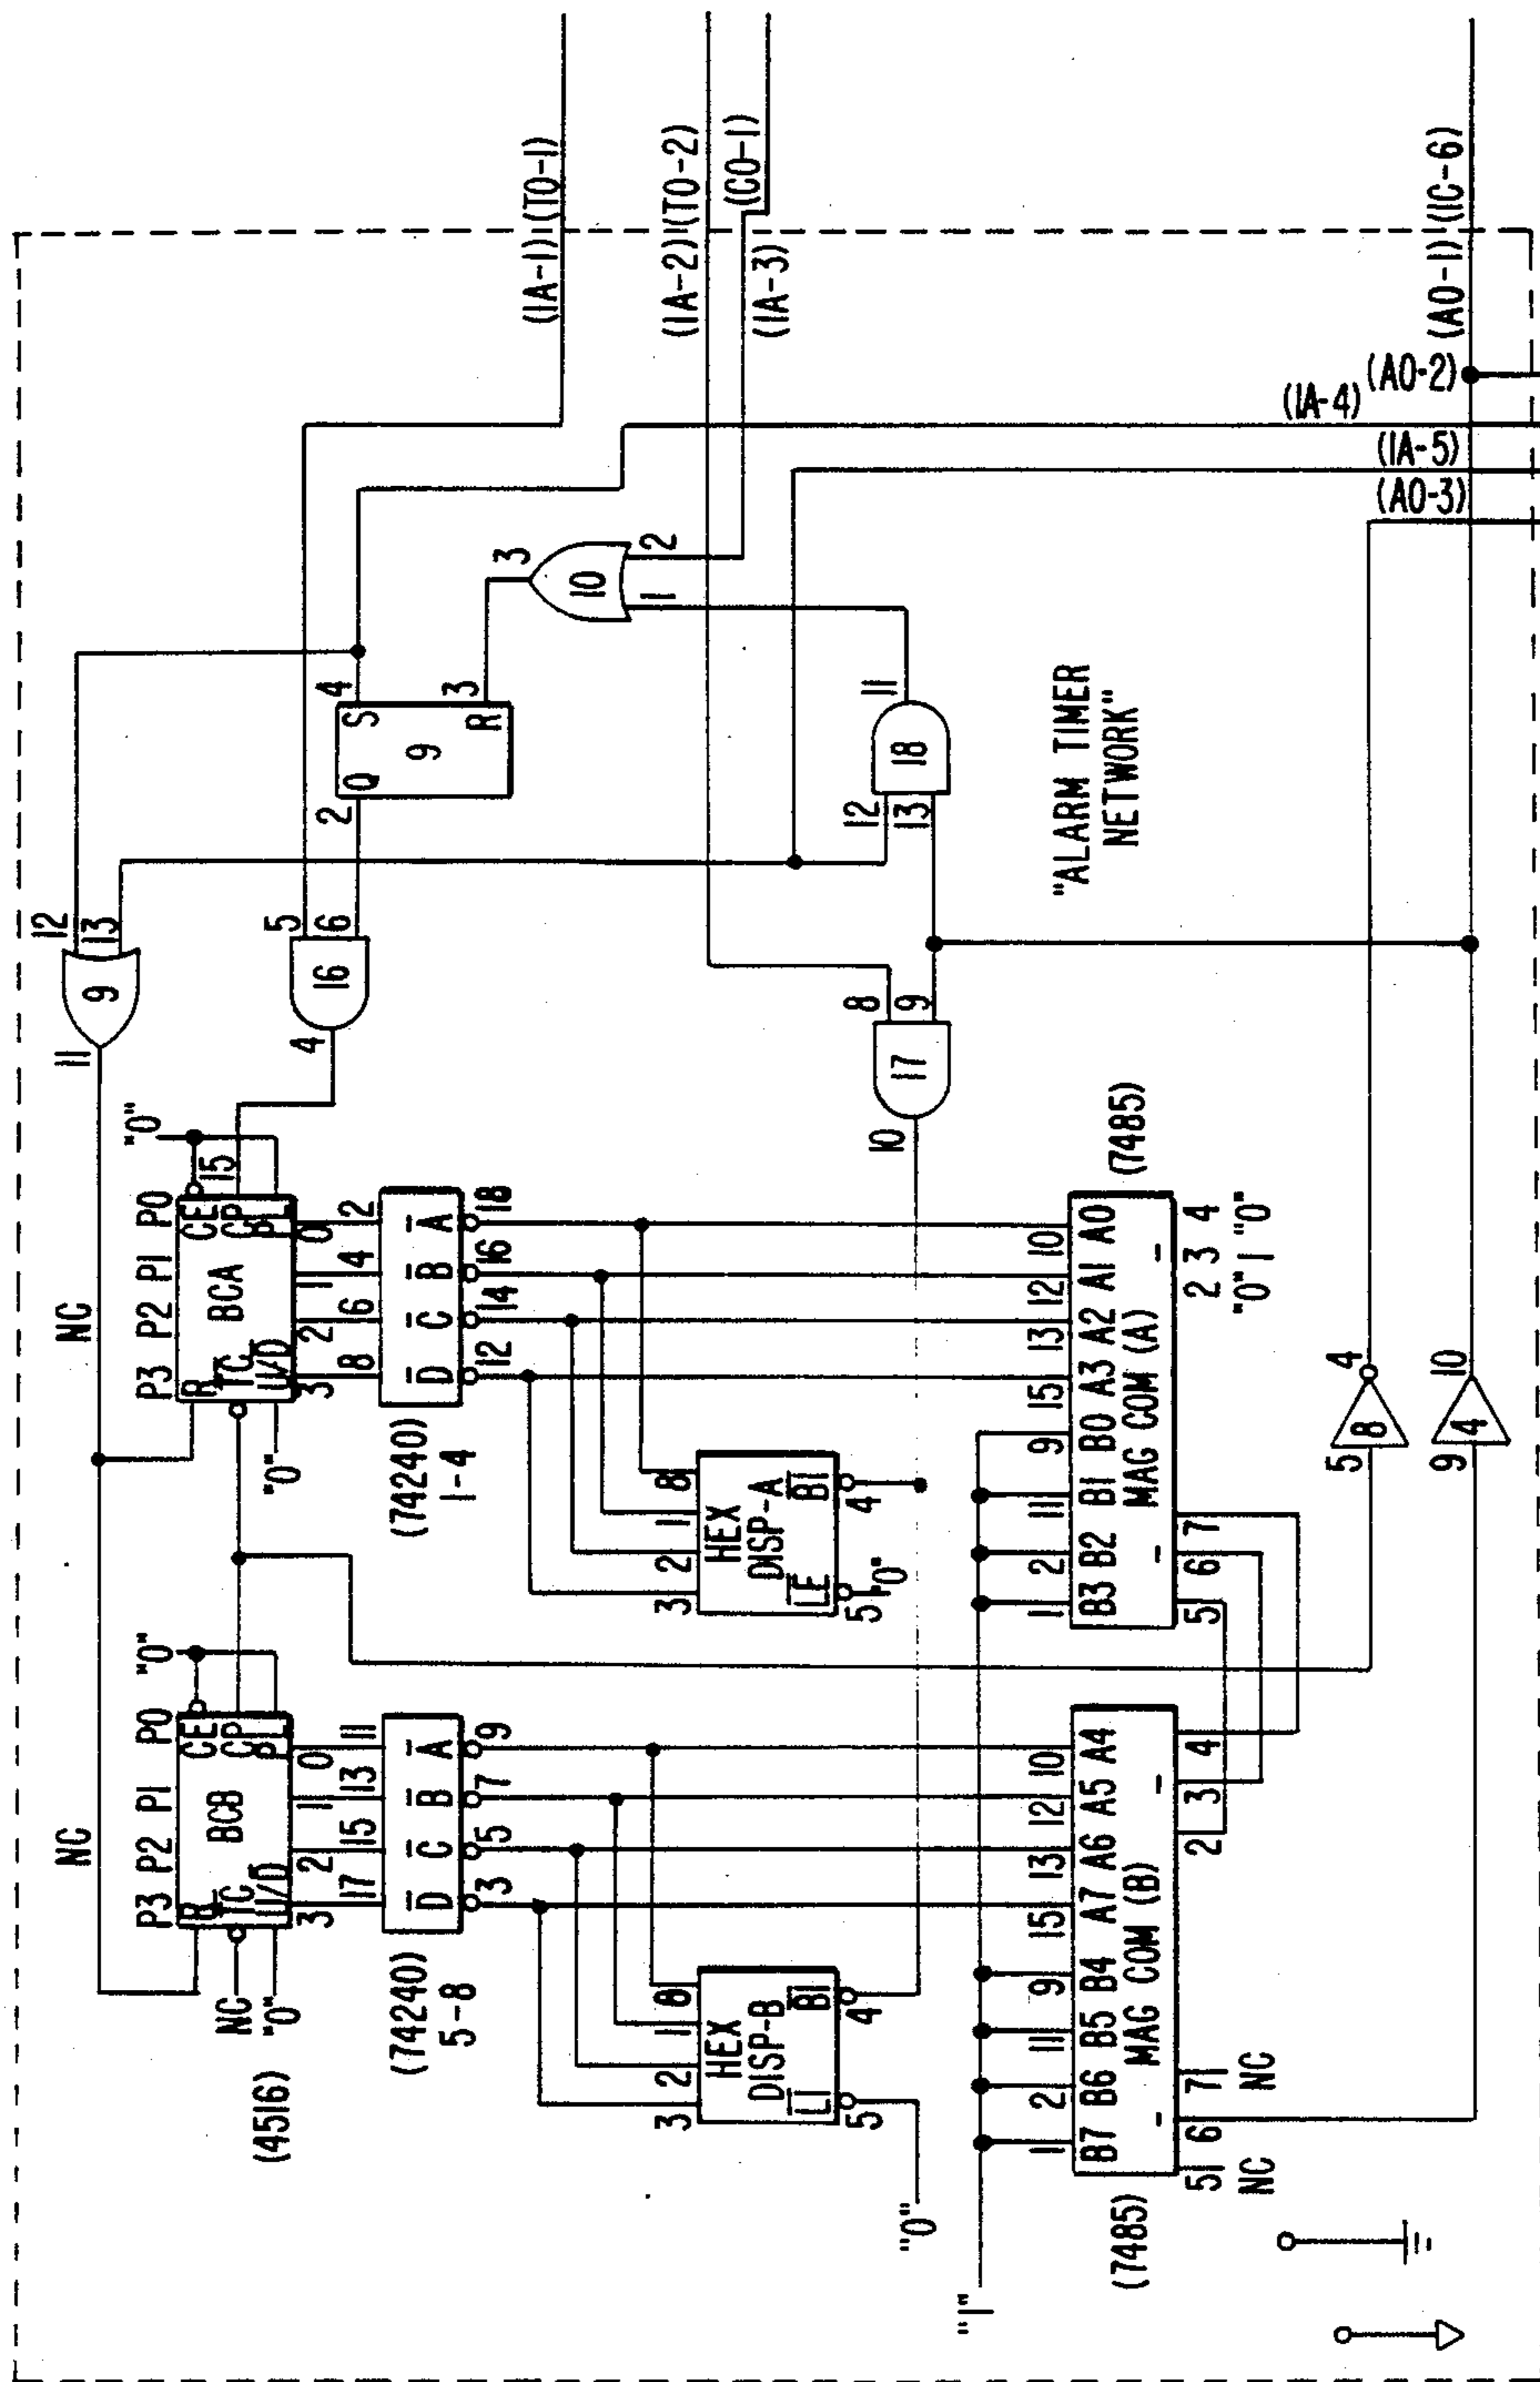 NC
NC
P3 P2 P1 P0
R
BCB
CE
CP
PL
TC
U/D
3 2 1 0
NC
"0"
"0"
(4516)
P3 P2 P1 P0
R
BCA
CE
CP
PL
TC
U/D
3 2 1 0
"0"
"0"
15
11
9
12
13
4
16
5
6
2
Q
S
4
9
R
3
3
10
1
2
(IA-1) (TO-1)
(IA-2) (TO-2)
(CO-1)
(IA-3)
17 15 13 11
D C B A
3 5 7 9
(74240)
5-8
8 6 4 2
D C B A
12 14 16 18
(74240)
1-4
3 2 1 8
HEX
DISP-B
LI
BI
5 4
"0"
3 2 1 8
HEX
DISP-A
LE
BI
5 4
"0"
10
17
8
9
12
13
18
11
"ALARM TIMER
NETWORK"
"1"
1 2 11 9 15 13 12 10
B7 B6 B5 B4 A7 A6 A5 A4
MAG COM (B)
5 6 7 2 3 4
NC
NC
(7485)
1 2 11 9 15 13 12 10
B3 B2 B1 B0 A3 A2 A1 A0
MAG COM (A)
5 6 7 2 3 4
"0" 1 "0"
(7485)
5
8
4
9
4
10
(IA-4)
(IA-5)
(AO-3)
(AO-2)
(AO-1) (IC-6)